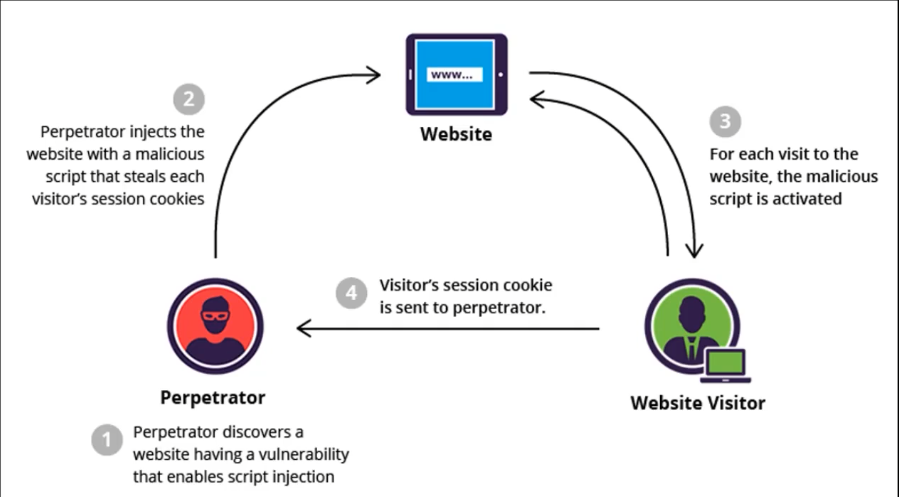 www...
Website
2
Perpetrator injects the
website with a malicious
script that steals each
visitor's session cookies
3
For each visit to the
website, the malicious
script is activated
4
Visitor's session cookie
is sent to perpetrator.
Perpetrator
Website Visitor
1
Perpetrator discovers a
website having a vulnerability
that enables script injection